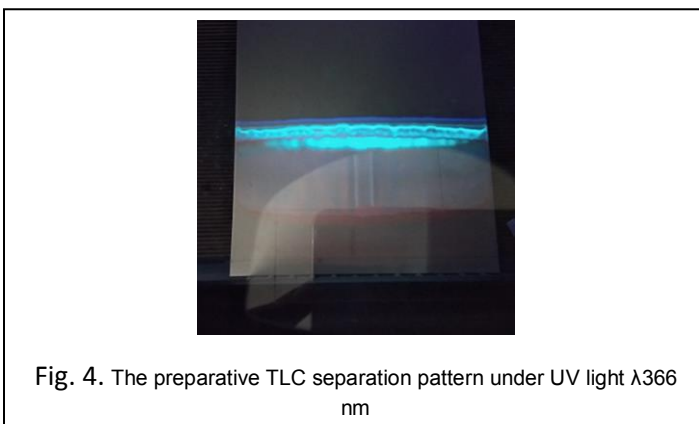 Fig. 4. The preparative TLC separation pattern under UV light λ366
nm